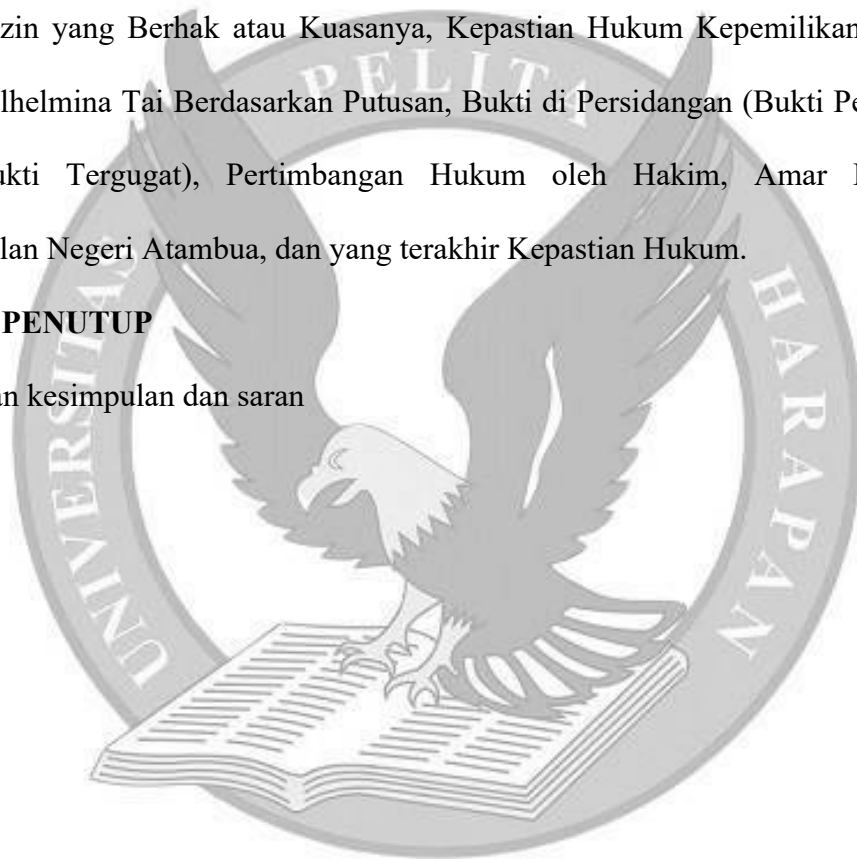 zin yang Berhak atau Kuasanya, Kepastian Hukum Kepemilikan
lhelmina Tai Berdasarkan Putusan, Bukti di Persidangan (Bukti Pe
ukti Tergugat), Pertimbangan Hukum oleh Hakim, Amar
lan Negeri Atambua, dan yang terakhir Kepastian Hukum.
PENUTUP
an kesimpulan dan saran
UNIVERSITAS PELITA HARAPAN